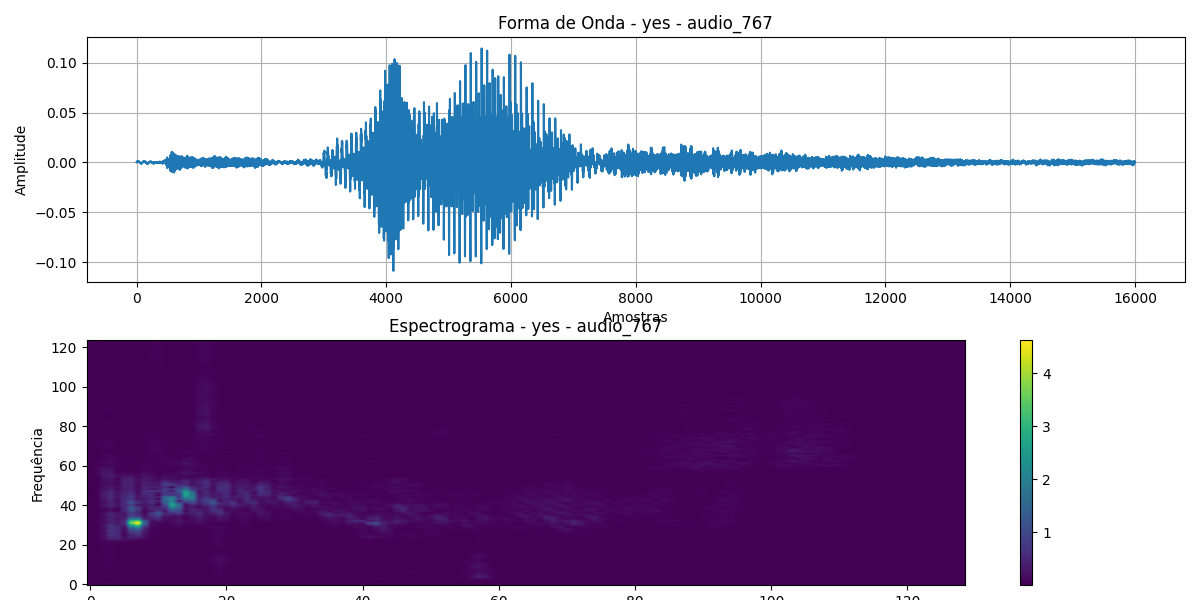 Forma de Onda - yes - audio_767
Amplitude
0.10
0.05
0.00
−0.05
−0.10
0 2000 4000 6000 8000 10000 12000 14000 16000
Amostras
Espectrograma - yes - audio_767
Frequência
120
100
80
60
40
20
0
0 20 40 60 80 100 120
4
3
2
1